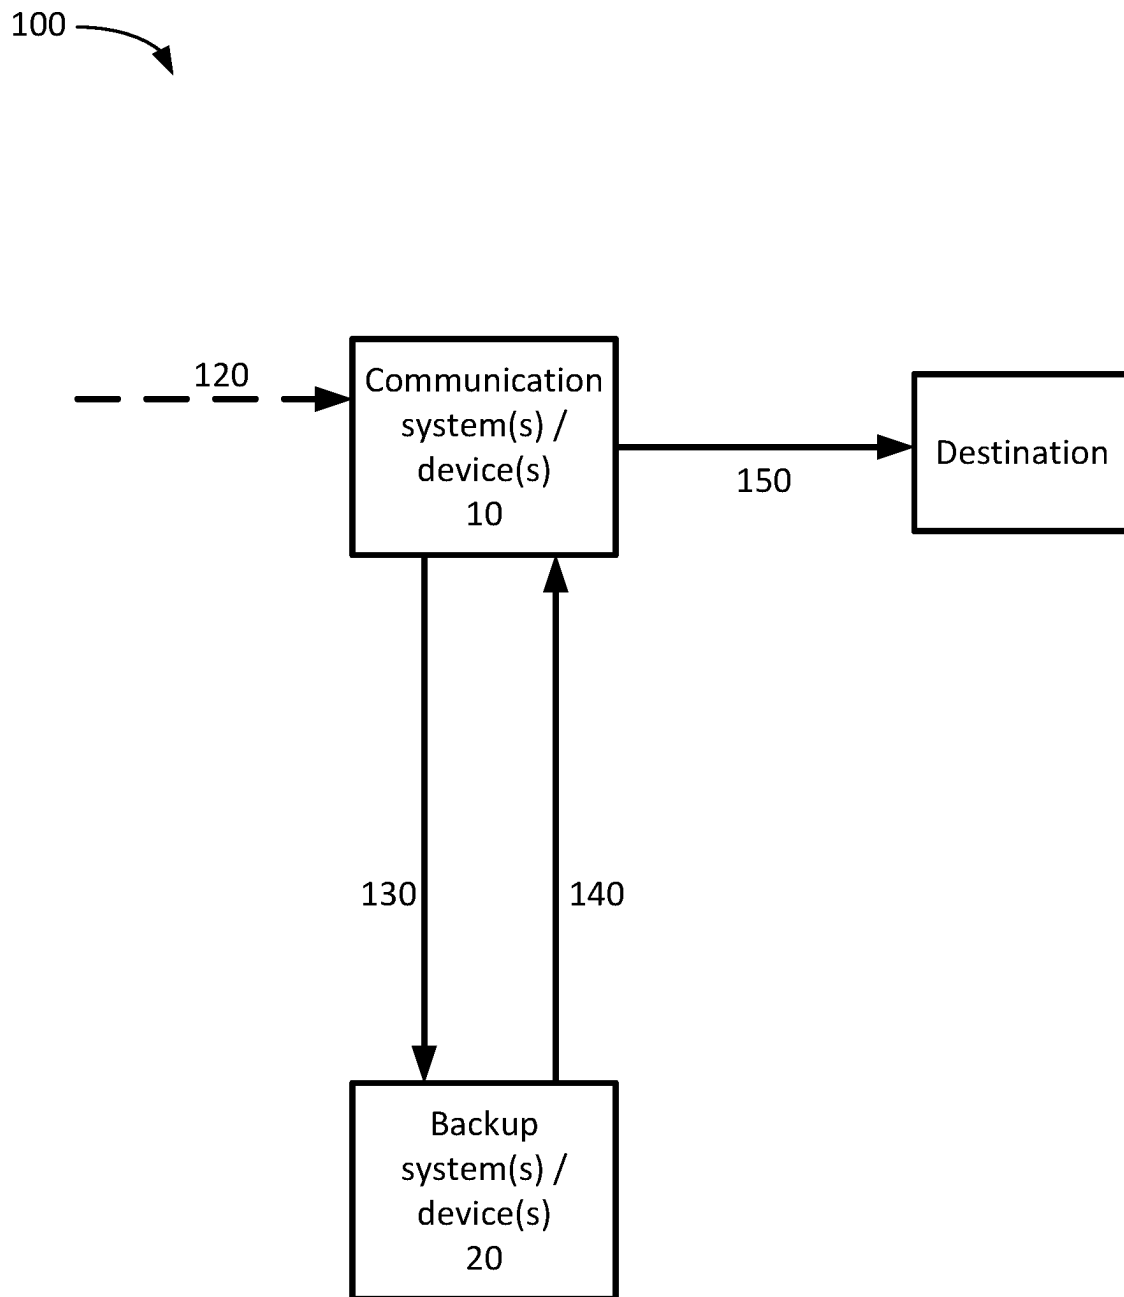 100
120
Communication
system(s) /
device(s)
10
150
Destination
130
140
Backup
system(s) /
device(s)
20